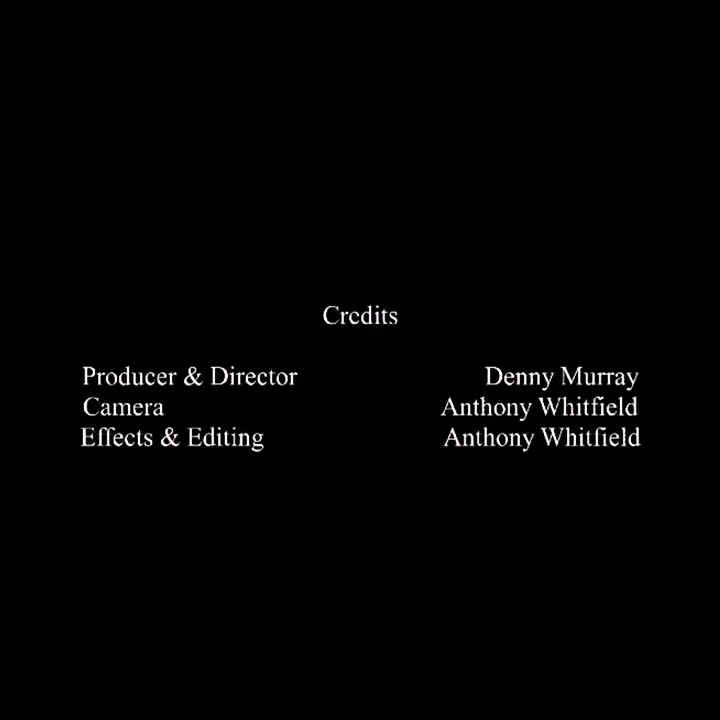 Credits
Producer & Director Denny Murray
Camera Anthony Whitfield
Effects & Editing Anthony Whitfield